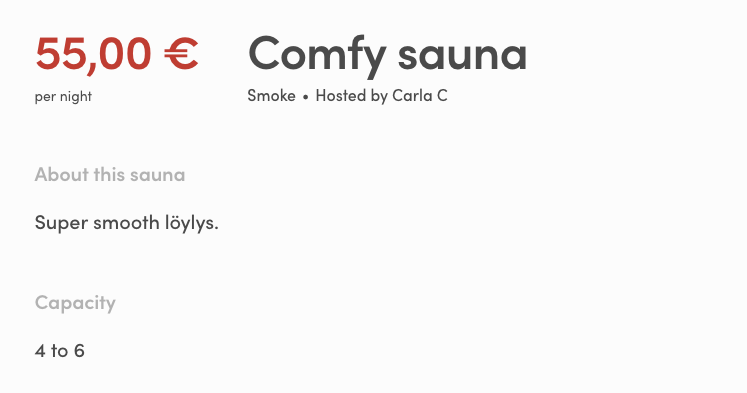 55,00 €
Comfy sauna
per night
Smoke • Hosted by Carla C
About this sauna
Super smooth löylys.
Capacity
4 to 6